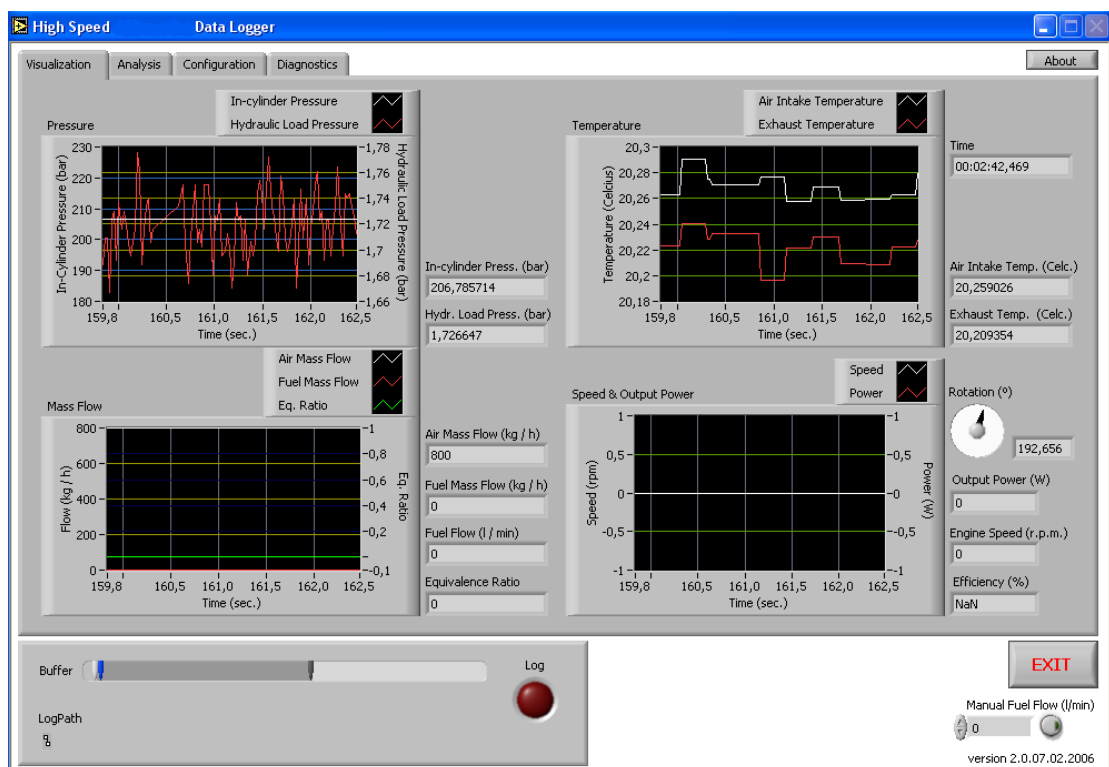 High Speed Data Logger
Visualization Analysis Configuration Diagnostics About
In-cylinder Pressure
Hydraulic Load Pressure
Pressure
In-Cylinder Pressure (bar)
230
220
210
200
190
180
1,78
1,76
1,74
1,72
1,7
1,68
1,66
Hydraulic Load Pressure (bar)
159,8 160,5 161,0 161,5 162,0 162,5
Time (sec.)
In-cylinder Press. (bar)
206,785714
Hydr. Load Press. (bar)
1,726647
Air Intake Temperature
Exhaust Temperature
Temperature
Temperature (Celcius)
20,3
20,28
20,26
20,24
20,22
20,2
20,18
159,8 160,5 161,0 161,5 162,0 162,5
Time (sec.)
Time
00:02:42,469
Air Intake Temp. (Celc.)
20,259026
Exhaust Temp. (Celc.)
20,209354
Air Mass Flow
Fuel Mass Flow
Eq. Ratio
Mass Flow
Flow (kg / h)
800
600
400
200
0
1
0,8
0,6
0,4
0,2
-0,1
Eq. Ratio
159,8 160,5 161,0 161,5 162,0 162,5
Time (sec.)
Air Mass Flow (kg / h)
800
Fuel Mass Flow (kg / h)
0
Fuel Flow (l / min)
0
Equivalence Ratio
0
Speed
Power
Speed & Output Power
Speed (rpm)
1
0,5
0
-0,5
-1
1
0,5
0
-0,5
-1
Power (W)
159,8 160,5 161,0 161,5 162,0 162,5
Time (sec.)
Rotation (º)
192,656
Output Power (W)
0
Engine Speed (r.p.m.)
0
Efficiency (%)
NaN
Buffer
Log
LogPath
EXIT
Manual Fuel Flow (l/min)
0
version 2.0.07.02.2006